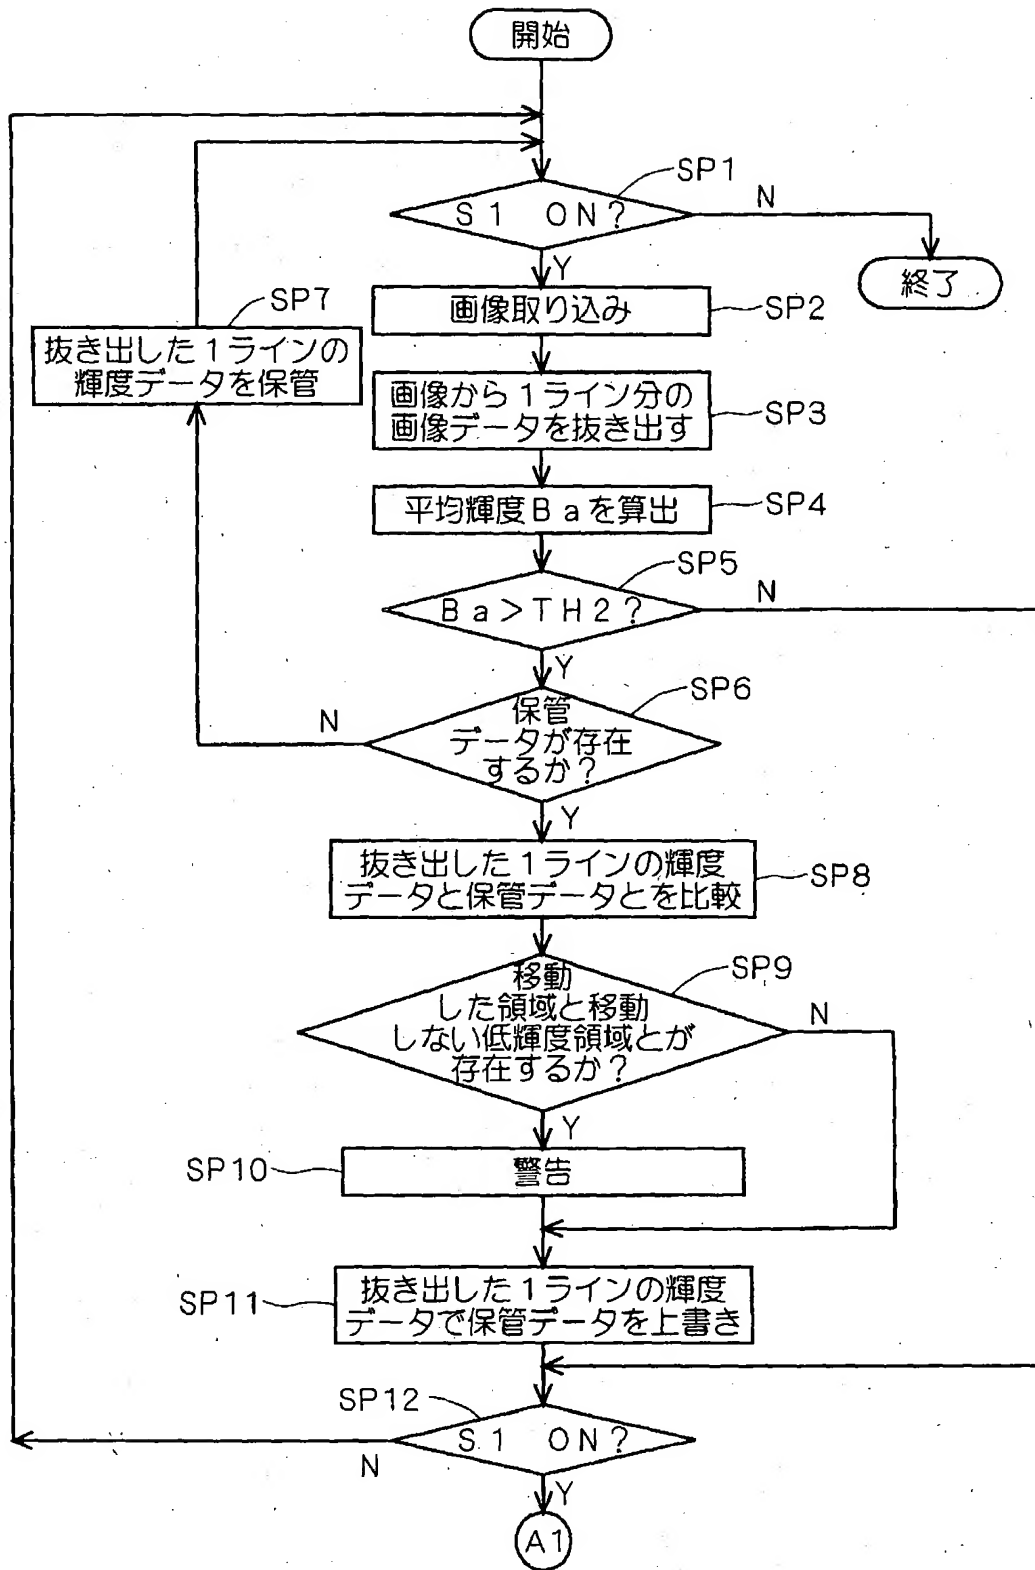 開始
SP1
S1 ON?
N
Y
終了
画像取り込み
SP2
SP7
抜き出した1ラインの
輝度データを保管
画像から1ライン分の
画像データを抜き出す
SP3
平均輝度Baを算出
SP4
SP5
Ba>TH2?
N
Y
SP6
保管
データが存在
するか?
N
Y
抜き出した1ラインの輝度
データと保管データとを比較
SP8
SP9
移動
した領域と移動
しない低輝度領域とが
存在するか?
N
Y
SP10
警告
SP11
抜き出した1ラインの輝度
データで保管データを上書き
SP12
S1 ON?
N
Y
A1